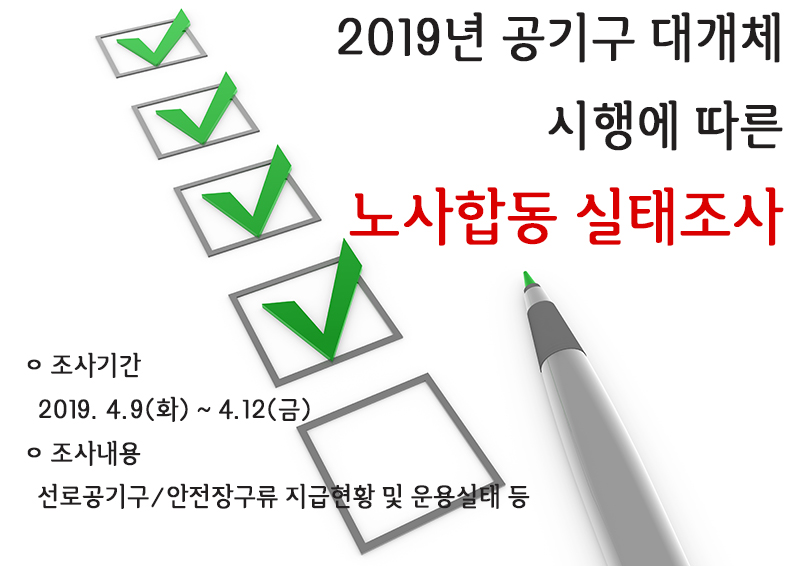 2019년 공기구 대개체
시행에 따른
노사합동 실태조사
ㅇ 조사기간
2019. 4.9(화) ~ 4.12(금)
ㅇ 조사내용
선로공기구/안전장구류 지급현황 및 운용실태 등